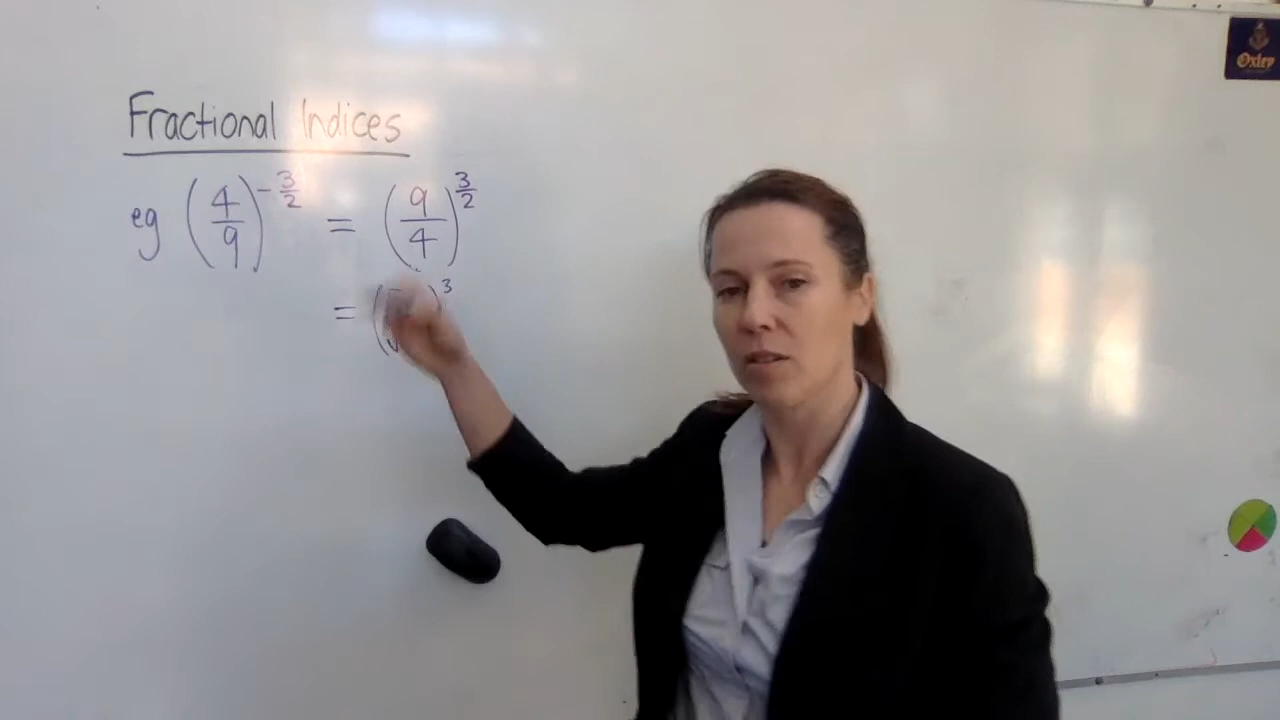 Oxley
Fractional Indices
eg (4/9)^-3/2 = (9/4)^3/2
= ( )^3